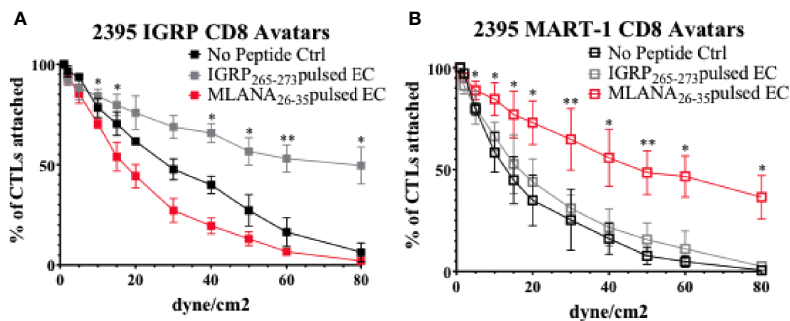 A
2395 IGRP CD8 Avatars
No Peptide Ctrl
IGRP265-273pulsed EC
MLANA26-35pulsed EC
% of CTLs attached
100
50
0
* * * * ** *
0 20 40 60 80
dyne/cm2
B
2395 MART-1 CD8 Avatars
No Peptide Ctrl
IGRP265-273pulsed EC
MLANA26-35pulsed EC
% of CTLs attached
100
50
0
* * * * ** * ** * *
0 20 40 60 80
dyne/cm2